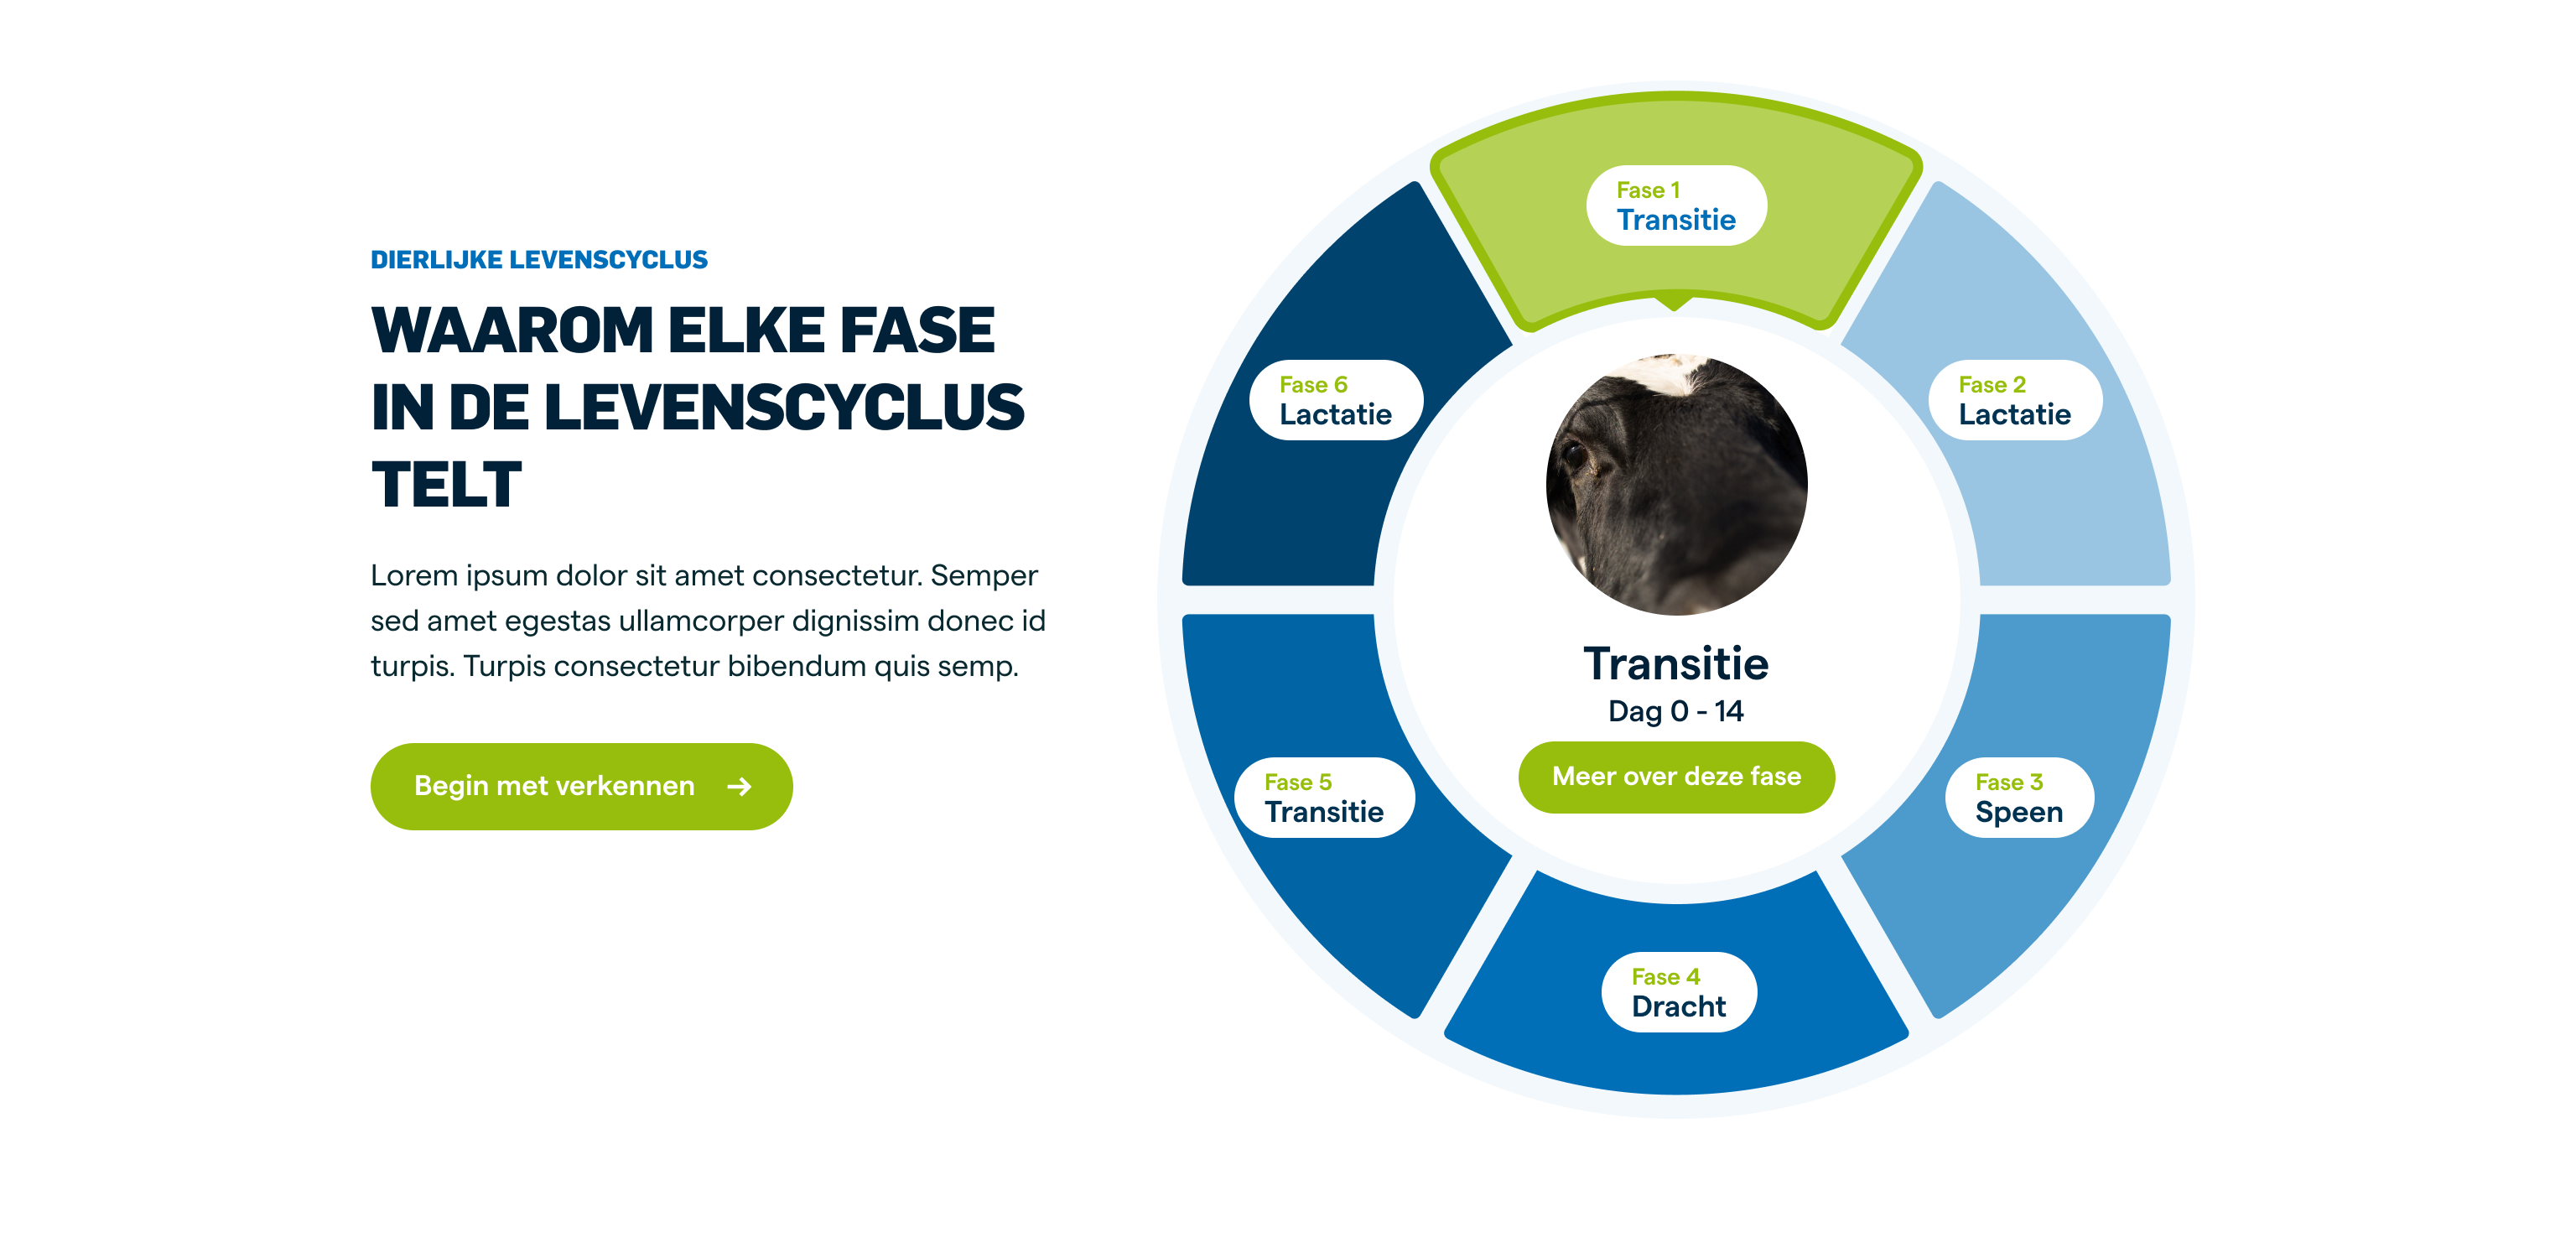 DIERLIJKE LEVENSCYCLUS
WAAROM ELKE FASE
IN DE LEVENSCYCLUS
TELT
Lorem ipsum dolor sit amet consectetur. Semper
sed amet egestas ullamcorper dignissim donec id
turpis. Turpis consectetur bibendum quis semp.
Begin met verkennen
Fase 1
Transitie
Fase 2
Lactatie
Fase 3
Speen
Fase 4
Dracht
Fase 5
Transitie
Fase 6
Lactatie
Transitie
Dag 0 - 14
Meer over deze fase